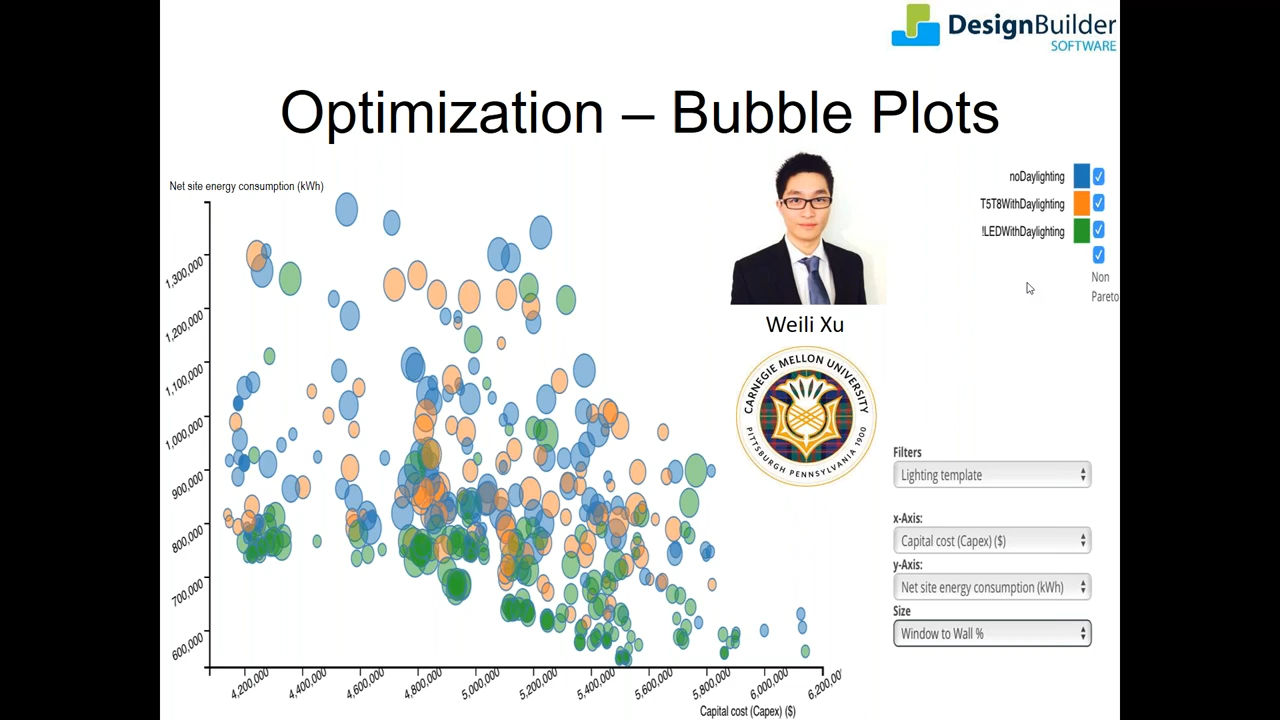 DesignBuilder
SOFTWARE
Optimization – Bubble Plots
Net site energy consumption (kWh)
noDaylighting
T5T8WithDaylighting
!LEDWithDaylighting
Non
Pareto
Weili Xu
CARNEGIE MELLON UNIVERSITY
PITTSBURGH PENNSYLVANIA 1900
1,300,000
1,200,000
1,100,000
1,000,000
900,000
800,000
700,000
600,000
Filters
Lighting template
x-Axis:
Capital cost (Capex) ($)
y-Axis:
Net site energy consumption (kWh)
Size
Window to Wall %
4,200,000
4,400,000
4,600,000
4,800,000
5,000,000
5,200,000
5,400,000
5,600,000
5,800,000
6,000,000
6,200,00
Capital cost (Capex) ($)